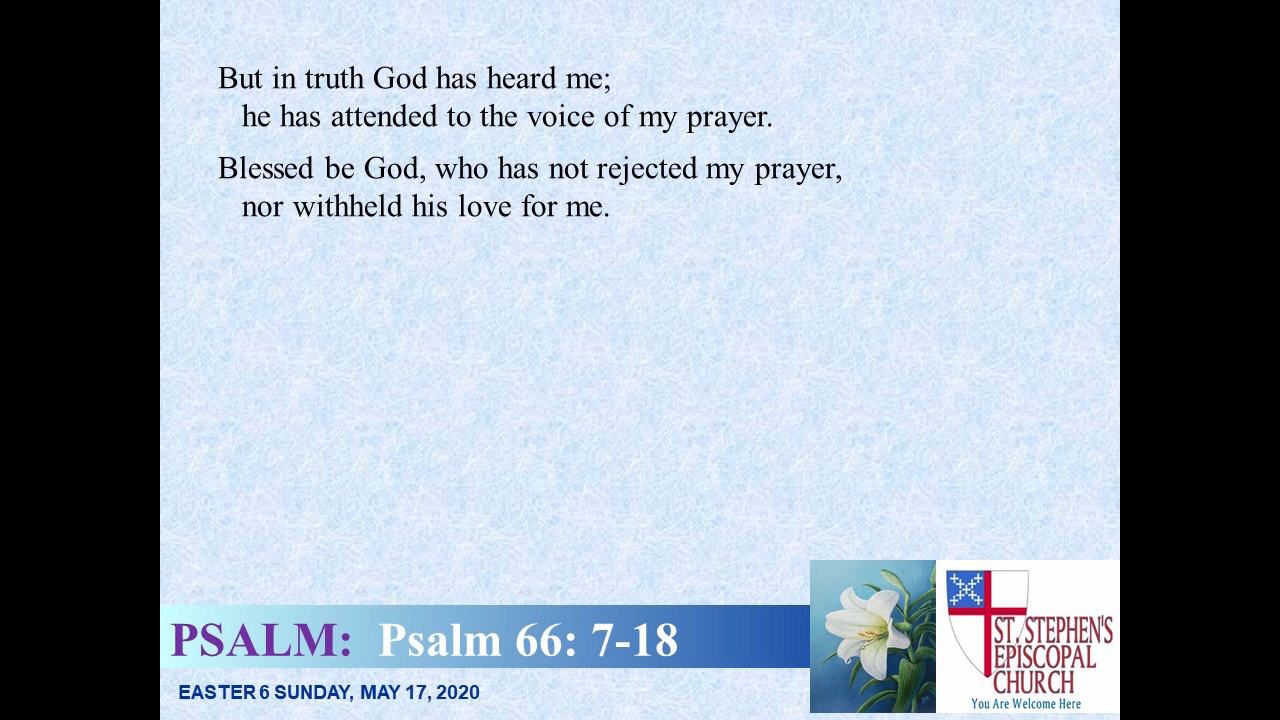 But in truth God has heard me;
he has attended to the voice of my prayer.
Blessed be God, who has not rejected my prayer,
nor withheld his love for me.
PSALM: Psalm 66: 7-18
EASTER 6 SUNDAY, MAY 17, 2020
ST. STEPHEN'S
EPISCOPAL
CHURCH
You Are Welcome Here